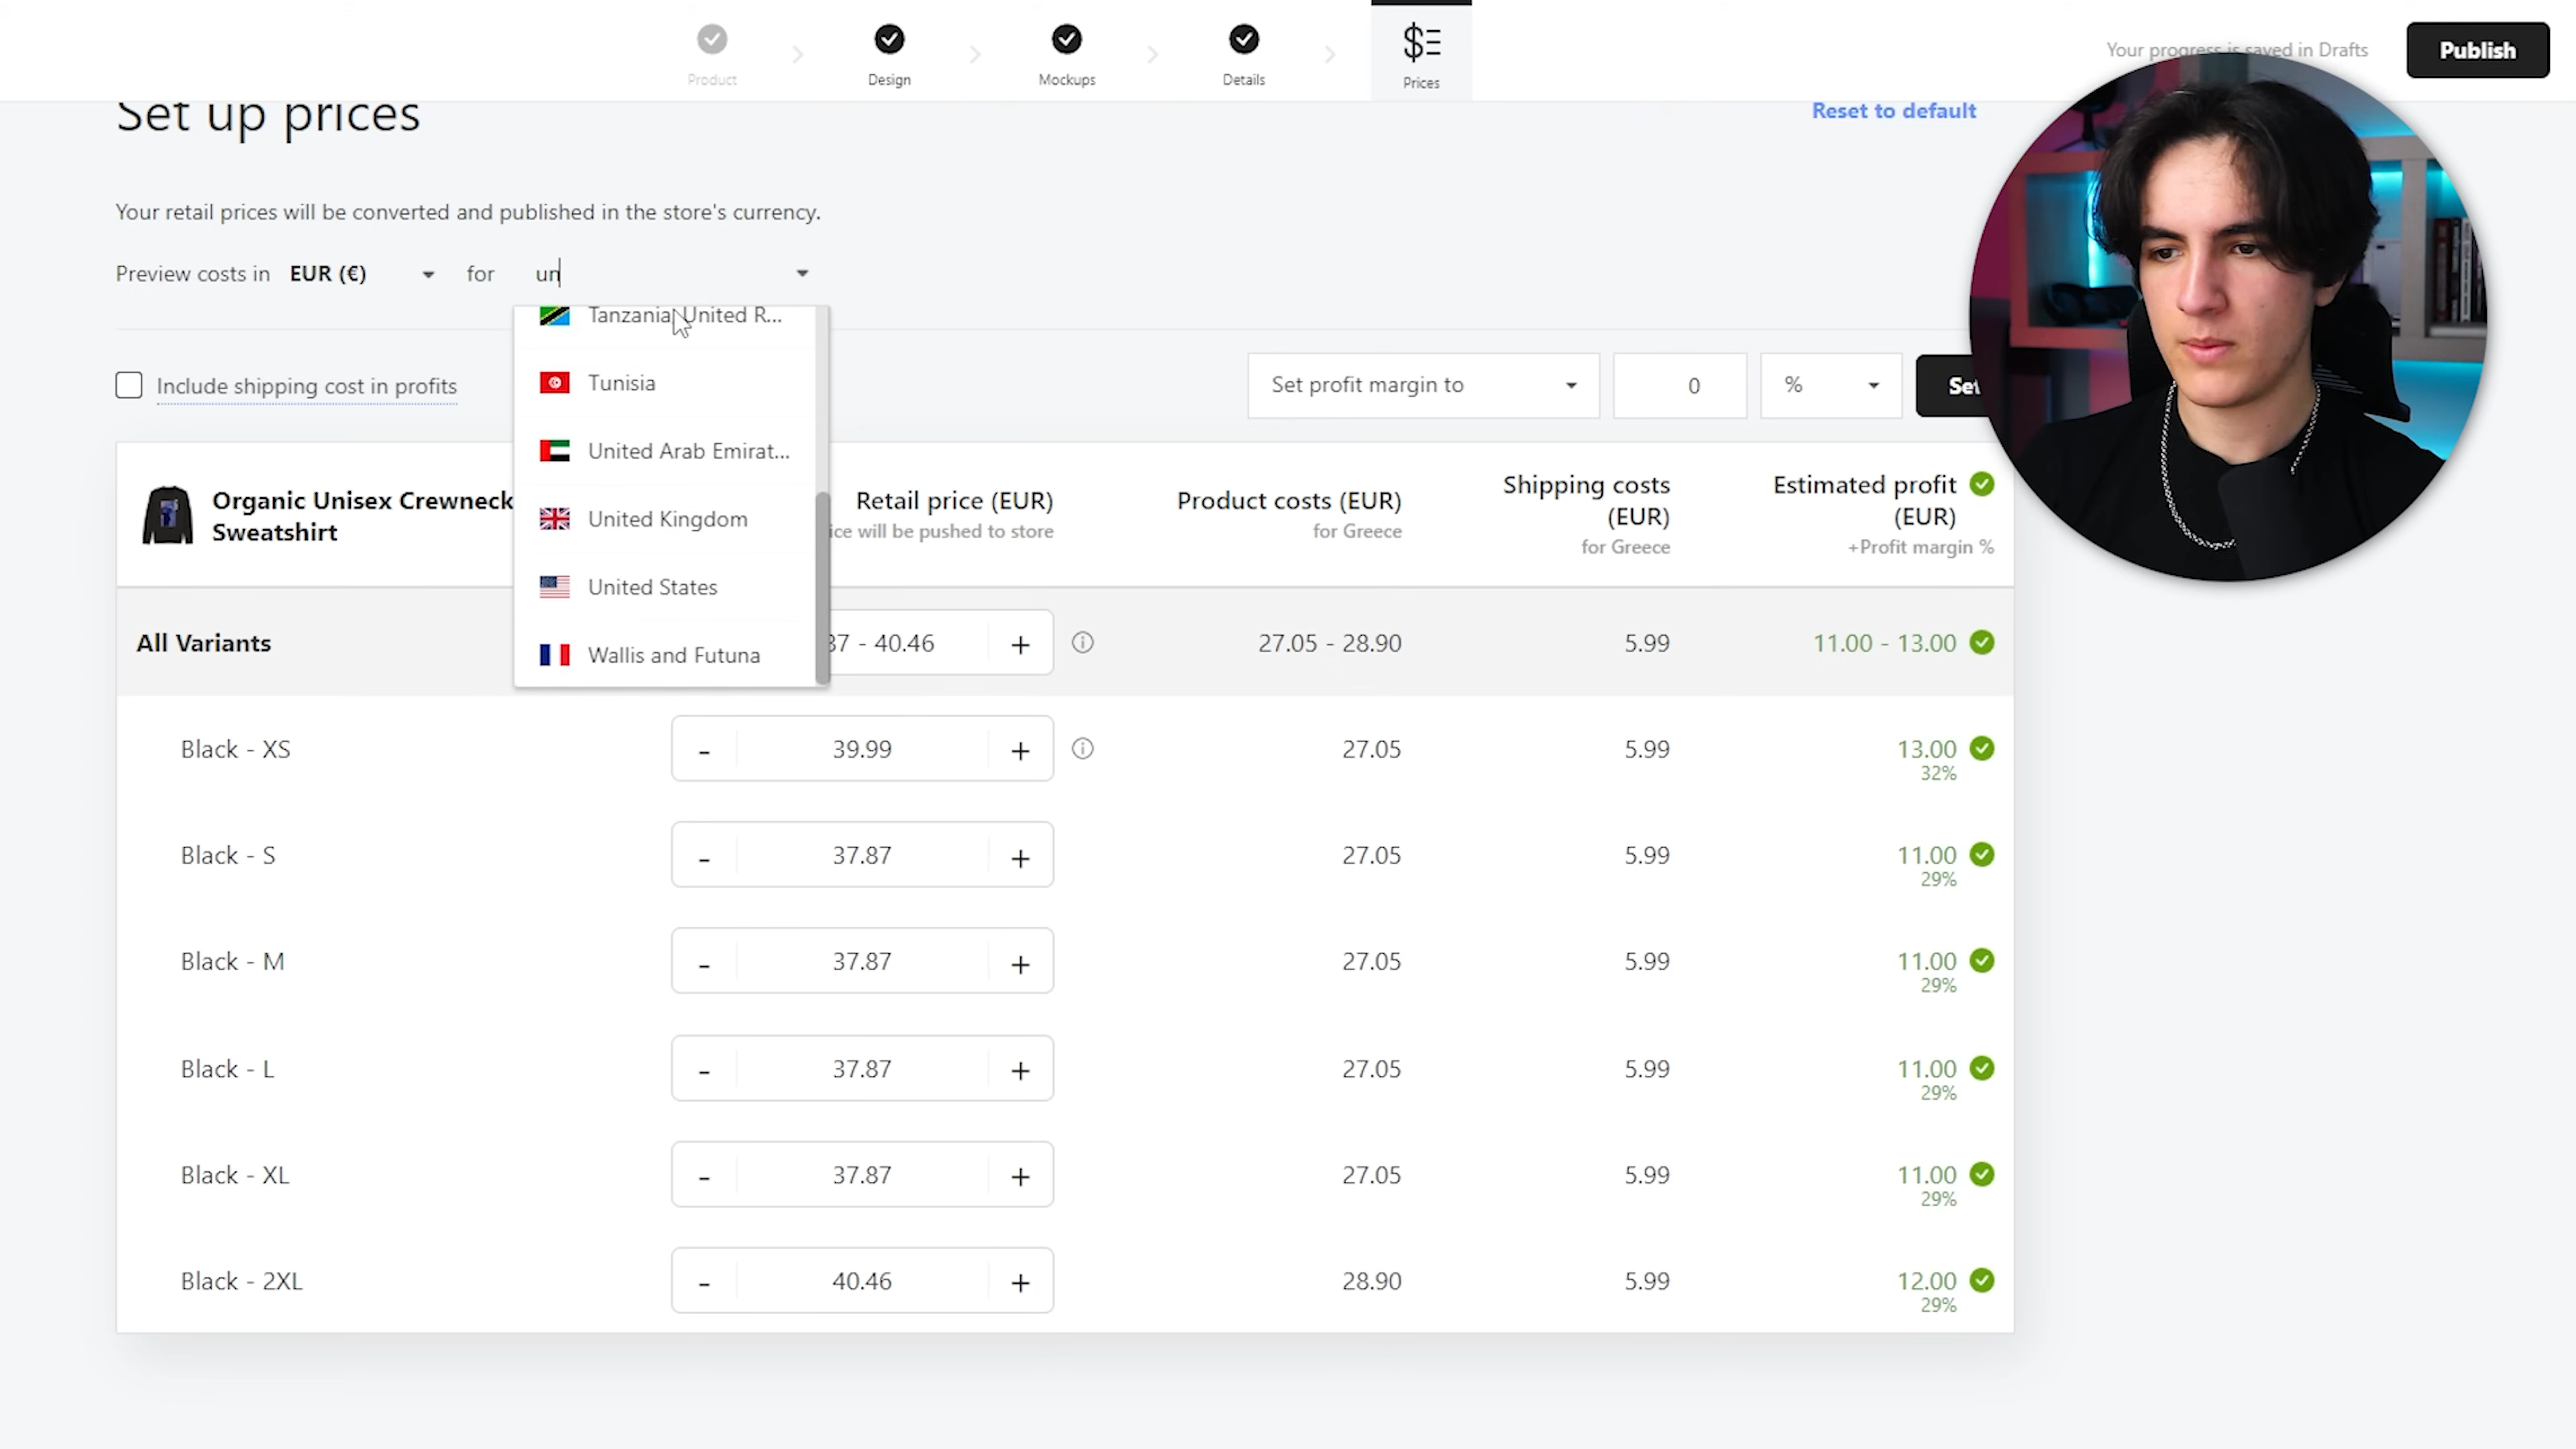 Product
Design
Mockups
Details
Prices
Your progress is saved in Drafts
Publish
Set up prices
Reset to default
Your retail prices will be converted and published in the store's currency.
Preview costs in EUR (€) for un
Tanzania, United R...
Tunisia
United Arab Emirat...
United Kingdom
United States
Wallis and Futuna
Include shipping cost in profits
Set profit margin to 0 %
Organic Unisex Crewneck
Sweatshirt
Retail price (EUR)
will be pushed to store
Product costs (EUR)
for Greece
Shipping costs
(EUR)
for Greece
Estimated profit
(EUR)
+Profit margin %
All Variants 37 - 40.46 + 27.05 - 28.90 5.99 11.00 - 13.00
Black - XS - 39.99 + 27.05 5.99 13.00
32%
Black - S - 37.87 + 27.05 5.99 11.00
29%
Black - M - 37.87 + 27.05 5.99 11.00
29%
Black - L - 37.87 + 27.05 5.99 11.00
29%
Black - XL - 37.87 + 27.05 5.99 11.00
29%
Black - 2XL - 40.46 + 28.90 5.99 12.00
29%